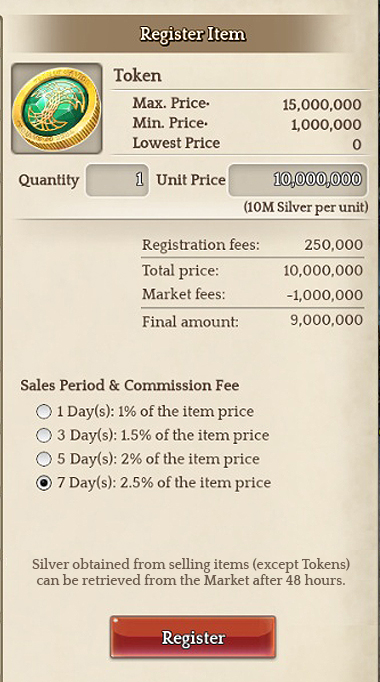 Register Item
Token
Max. Price· 15,000,000
Min. Price· 1,000,000
Lowest Price 0
Quantity 1 Unit Price 10,000,000
(10M Silver per unit)
Registration fees: 250,000
Total price: 10,000,000
Market fees: -1,000,000
Final amount: 9,000,000
Sales Period & Commission Fee
1 Day(s): 1% of the item price
3 Day(s): 1.5% of the item price
5 Day(s): 2% of the item price
7 Day(s): 2.5% of the item price
Silver obtained from selling items (except Tokens)
can be retrieved from the Market after 48 hours.
Register